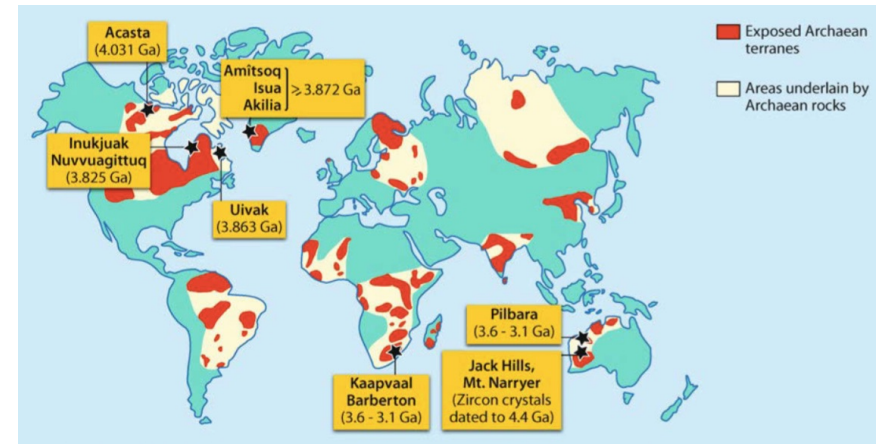 Acasta
(4.031 Ga)
Amîtsoq
Isua
Akilia
⩾3.872 Ga
Exposed Archaean
terranes
Areas underlain by
Archaean rocks
Inukjuak
Nuvvuagittuq
(3.825 Ga)
Uivak
(3.863 Ga)
Pilbara
(3.6 - 3.1 Ga)
Jack Hills,
Mt. Narryer
(Zircon crystals
dated to 4.4 Ga)
Kaapvaal
Barberton
(3.6 - 3.1 Ga)